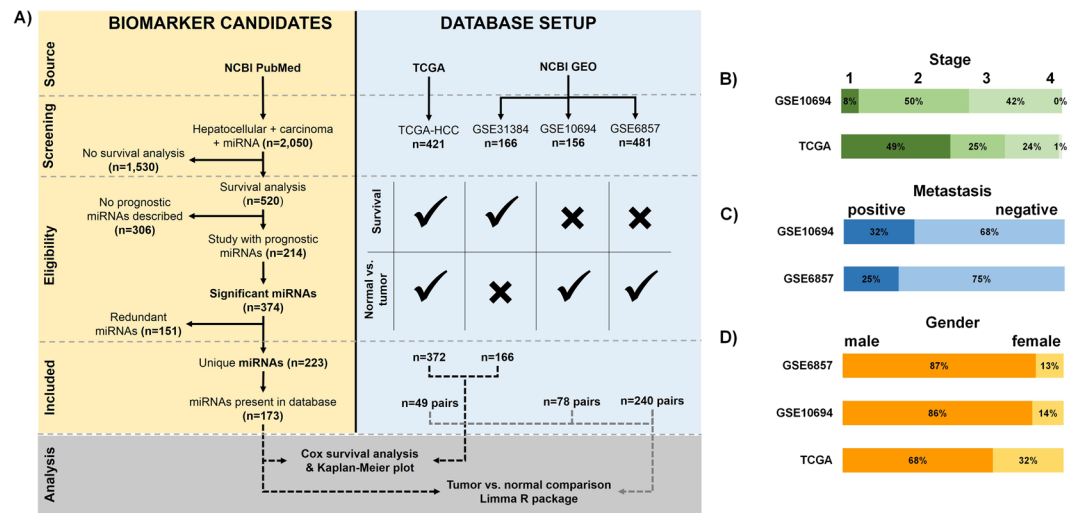 A)
BIOMARKER CANDIDATES
DATABASE SETUP
Source
NCBI PubMed
TCGA
NCBI GEO
Screening
Hepatocellular + carcinoma
+ miRNA (n=2,050)
No survival analysis
(n=1,530)
TCGA-HCC
n=421
GSE31384
n=166
GSE10694
n=156
GSE6857
n=481
Eligibility
Survival analysis
(n=520)
No prognostic
miRNAs described
(n=306)
Study with prognostic
miRNAs (n=214)
Significant miRNAs
(n=374)
Redundant
miRNAs (n=151)
Survival
Normal vs.
tumor
Included
Unique miRNAs (n=223)
miRNAs present in database
(n=173)
n=372
n=166
n=49 pairs
n=78 pairs
n=240 pairs
Analysis
Cox survival analysis
& Kaplan-Meier plot
Tumor vs. normal comparison
Limma R package
B)
Stage
1 2 3 4
GSE10694 8% 50% 42% 0%
TCGA 49% 25% 24% 1%
C)
Metastasis
positive negative
GSE10694 32% 68%
GSE6857 25% 75%
D)
Gender
male female
GSE6857 87% 13%
GSE10694 86% 14%
TCGA 68% 32%